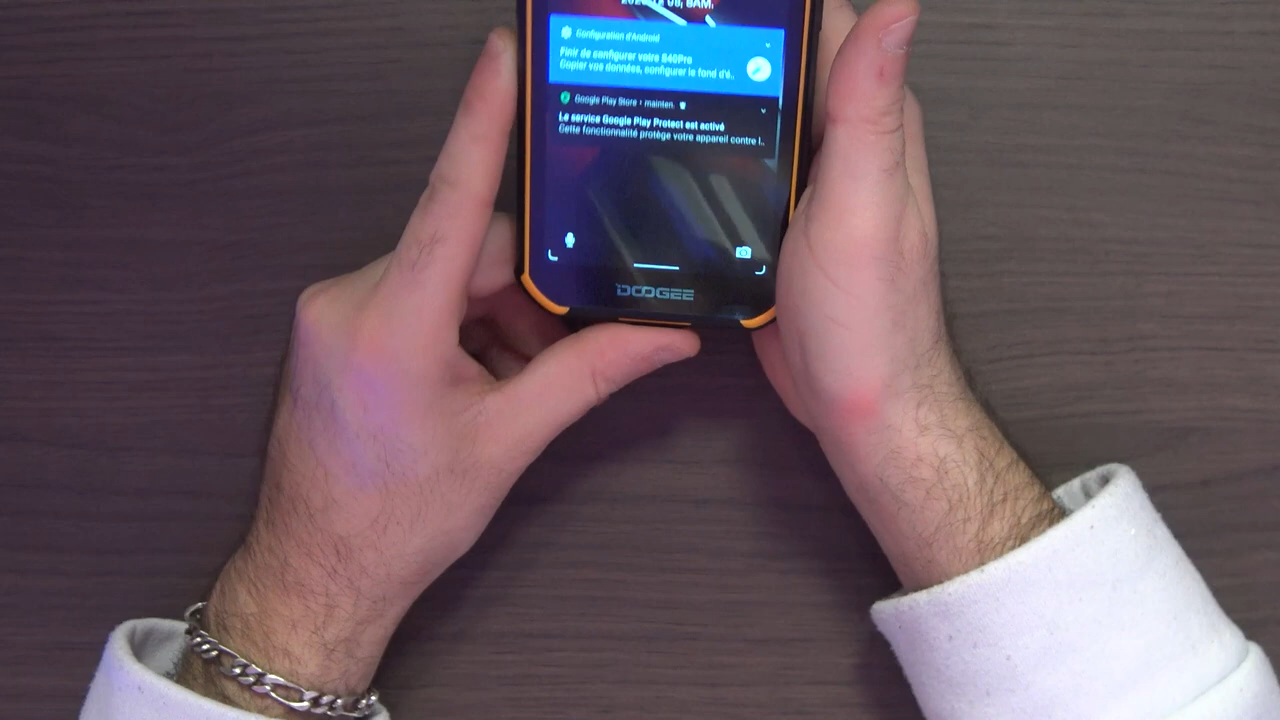 Configuration d'Android
Finir de configurer votre S40Pro
Copier vos données, configurer le fond d'é..
Google Play Store • mainten.
Le service Google Play Protect est activé
Cette fonctionnalité protège votre appareil contre l..
DOOGEE